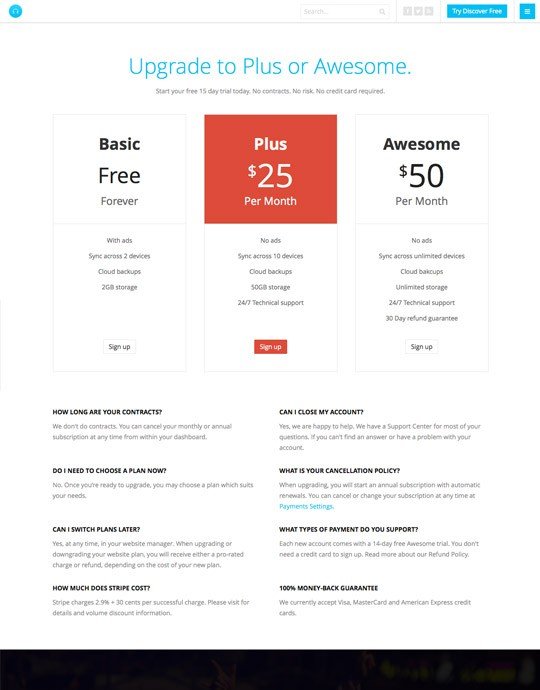 Search...
Try Discover Free
Upgrade to Plus or Awesome.
Start your free 15 day trial today. No contracts. No risk. No credit card required.
Basic
Free
Forever
With ads
Sync across 2 devices
Cloud backups
2GB storage
Sign up
Plus
$25
Per Month
No ads
Sync across 10 devices
Cloud backups
50GB storage
24/7 Technical support
Sign up
Awesome
$50
Per Month
No ads
Sync across unlimited devices
Cloud bakcups
Unlimited storage
24/7 Technical support
30 Day refund guarantee
Sign up
HOW LONG ARE YOUR CONTRACTS?
We don't do contracts. You can cancel your monthly or annual
subscription at any time from within your dashboard.
CAN I CLOSE MY ACCOUNT?
Yes, we are happy to help. We have a Support Center for most of your
questions. If you can't find an answer or have a problem with your
account.
DO I NEED TO CHOOSE A PLAN NOW?
No. Once you're ready to upgrade, you may choose a plan which suits
your needs.
WHAT IS YOUR CANCELLATION POLICY?
When upgrading, you will start an annual subscription with automatic
renewals. You can cancel or change your subscription at any time at
Payments Settings.
CAN I SWITCH PLANS LATER?
Yes, at any time, in your website manager. When upgrading or
downgrading your website plan, you will receive either a pro-rated
charge or refund, depending on the cost of your new plan.
WHAT TYPES OF PAYMENT DO YOU SUPPORT?
Each new account comes with a 14-day free Awesome trial. You don't
need a credit card to sign up. Read more about our Refund Policy.
HOW MUCH DOES STRIPE COST?
Stripe charges 2.9% + 30 cents per successful charge. Please visit for
details and volume discount information.
100% MONEY-BACK GUARANTEE
We currently accept Visa, MasterCard and American Express credit
cards.